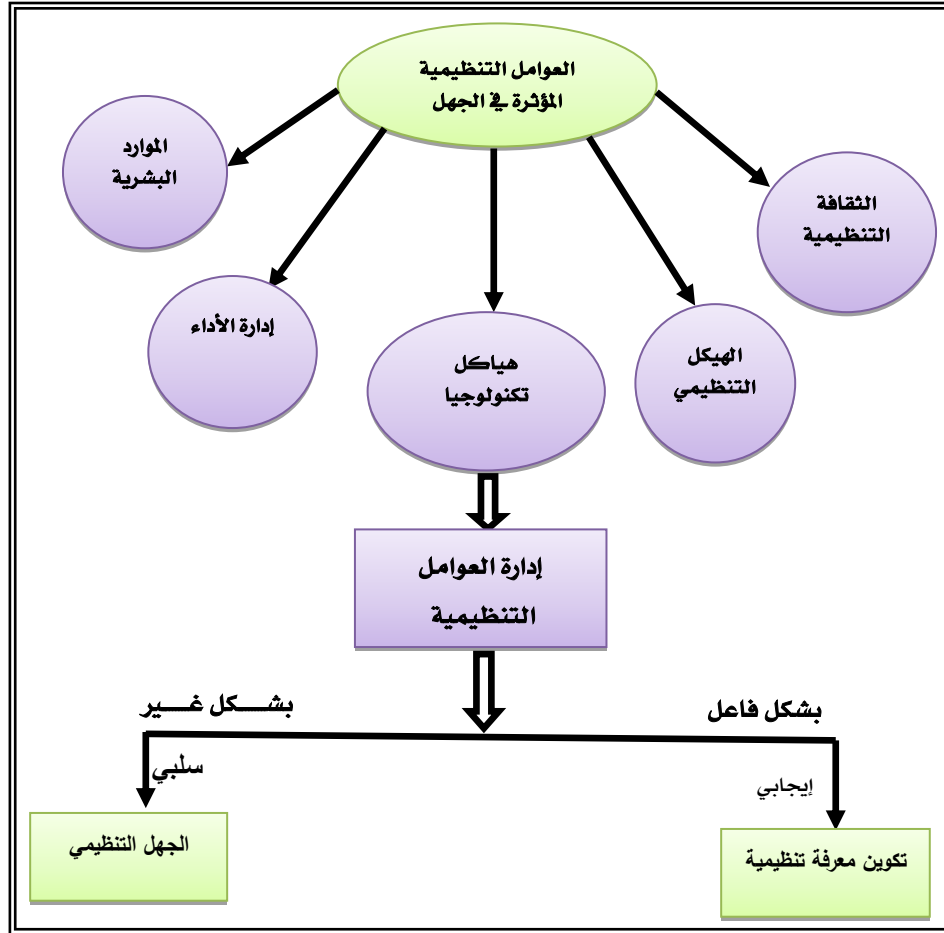 العوامل التنظيمية
المؤثرة في الجهل
الموارد
البشرية
الثقافة
التنظيمية
إدارة الأداء
هياكل
تكنولوجيا
الهيكل
التنظيمي
إدارة العوامل
التنظيمية
بشكل فاعل
بشـــكل غـــير
إيجابي
سلبي
تكوين معرفة تنظيمية
الجهل التنظيمي